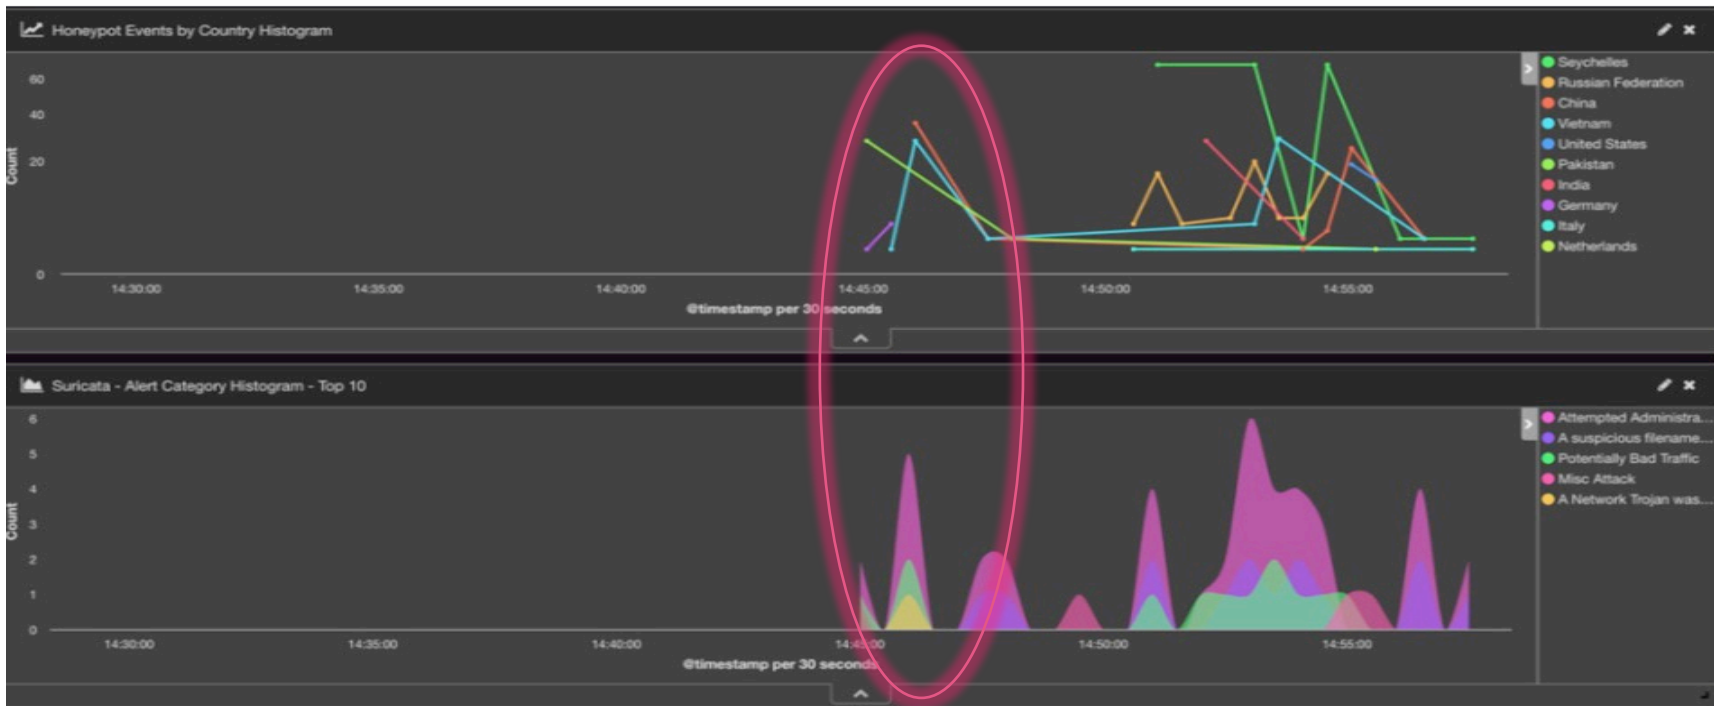 Honeypot Events by Country Histogram
60
40
20
0
Count
14:30:00 14:35:00 14:40:00 14:45:00 14:50:00 14:55:00
@timestamp per 30 seconds
Seychelles
Russian Federation
China
Vietnam
United States
Pakistan
India
Germany
Italy
Netherlands
Suricata - Alert Category Histogram - Top 10
6
5
4
3
2
1
0
Count
14:30:00 14:35:00 14:40:00 14:45:00 14:50:00 14:55:00
@timestamp per 30 seconds
Attempted Administra...
A suspicious filename...
Potentially Bad Traffic
Misc Attack
A Network Trojan was...